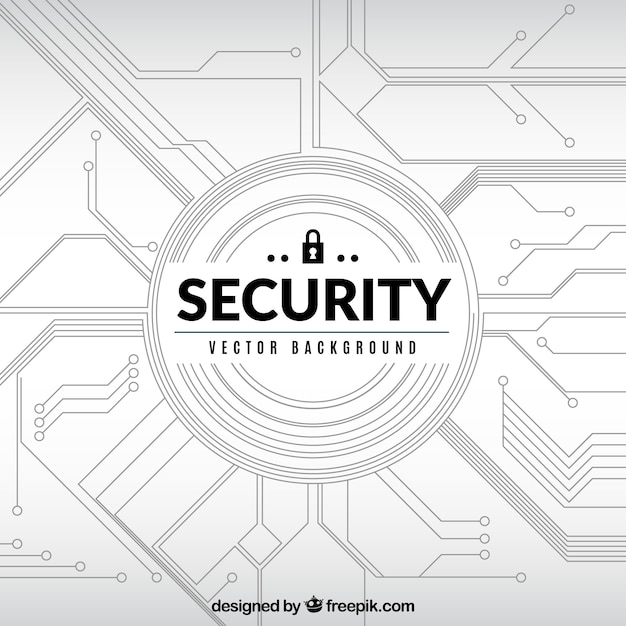 SECURITY
VECTOR BACKGROUND
designed by freepik.com